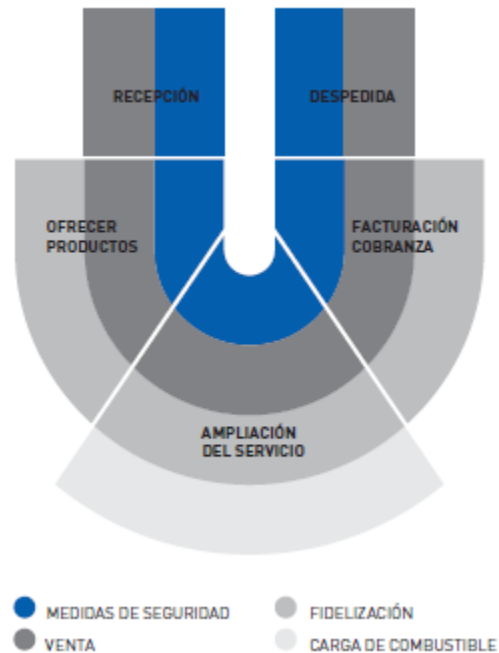 RECEPCIÓN
DESPEDIDA
OFRECER
PRODUCTOS
FACTURACIÓN
COBRANZA
AMPLIACIÓN
DEL SERVICIO
MEDIDAS DE SEGURIDAD
VENTA
FIDELIZACIÓN
CARGA DE COMBUSTIBLE